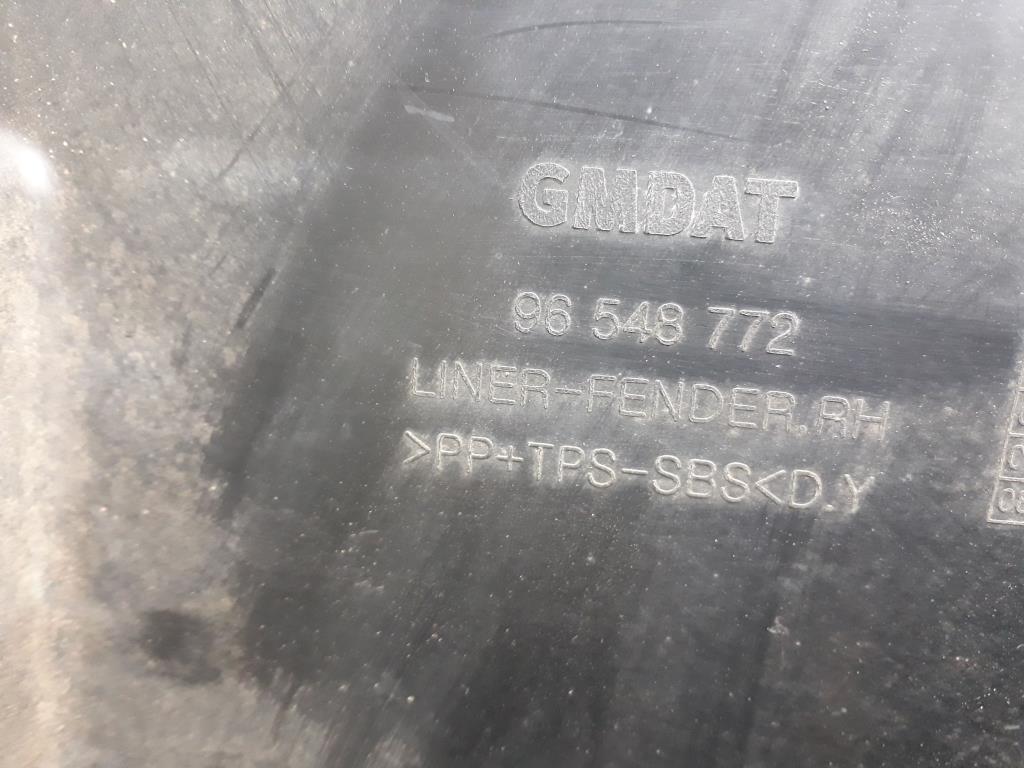 GMDAT
96 548 772
LINER-FENDER.RH
>PP+TPS-SBS<D.Y